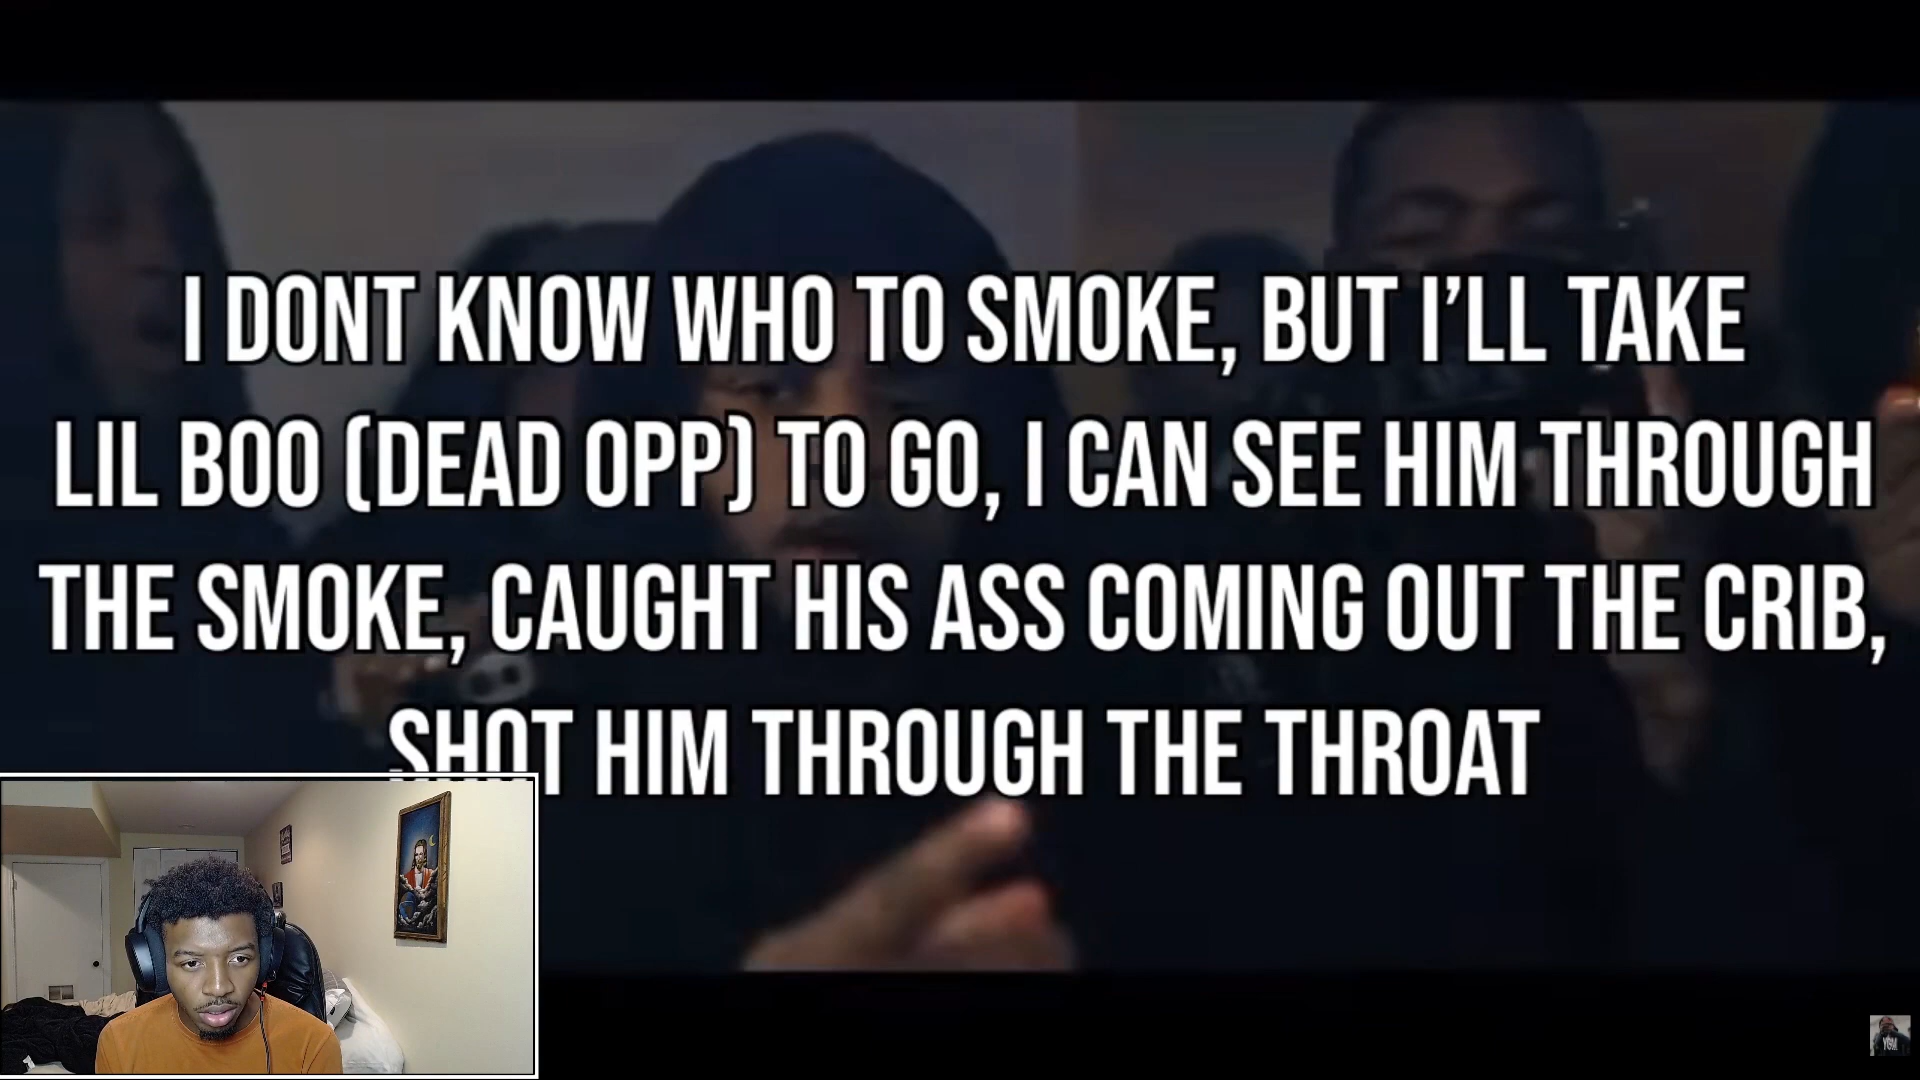 I DONT KNOW WHO TO SMOKE, BUT I'LL TAKE
LIL BOO (DEAD OPP) TO GO, I CAN SEE HIM THROUGH
THE SMOKE, CAUGHT HIS ASS COMING OUT THE CRIB,
SHOT HIM THROUGH THE THROAT
YGM